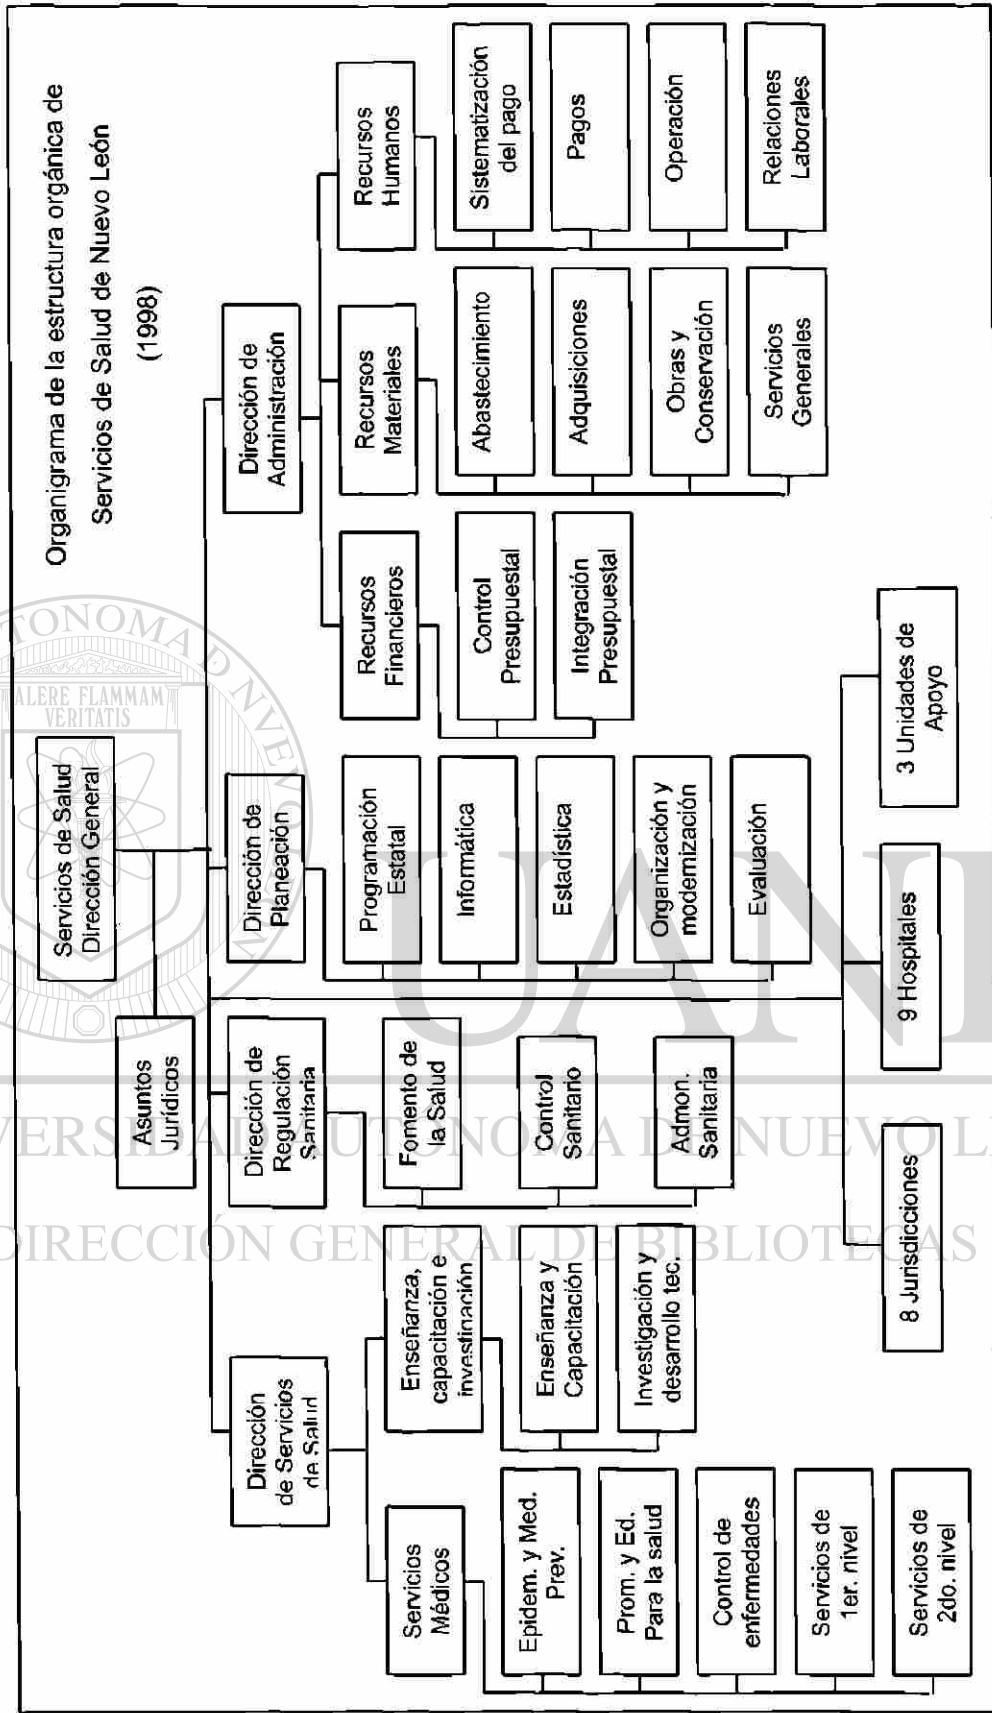 Organigrama de la estructura orgánica de
Servicios de Salud de Nuevo León
(1998)
Servicios de Salud
Dirección General
Asuntos
Jurídicos
Dirección
de Servicios
de Salud
Servicios
Médicos
Epidem. y Med.
Prev.
Prom. y Ed.
Para la salud
Control de
enfermedades
Servicios de
1er. nivel
Servicios de
2do. nivel
Enseñanza,
capacitación e
investigación
Enseñanza y
Capacitación
Investigación y
desarrollo tec.
Dirección de
Regulación
Sanitaria
Fomento de
la Salud
Control
Sanitario
Admon.
Sanitaria
Dirección de
Planeación
Programación
Estatal
Informática
Estadística
Organización y
modernización
Evaluación
Dirección de
Administración
Recursos
Financieros
Control
Presupuestal
Integración
Presupuestal
Recursos
Materiales
Abastecimiento
Adquisiciones
Obras y
Conservación
Servicios
Generales
Recursos
Humanos
Sistematización
del pago
Pagos
Operación
Relaciones
Laborales
8 Jurisdicciones
9 Hospitales
3 Unidades de
Apoyo
TONOMA D NUEVO
ALERE FLAMMAM
VERITATIS
UANL
VERSIDAD AUTÓNOMA DE NUEVO L
DIRECCIÓN GENERAL DE BIBLIOTECAS